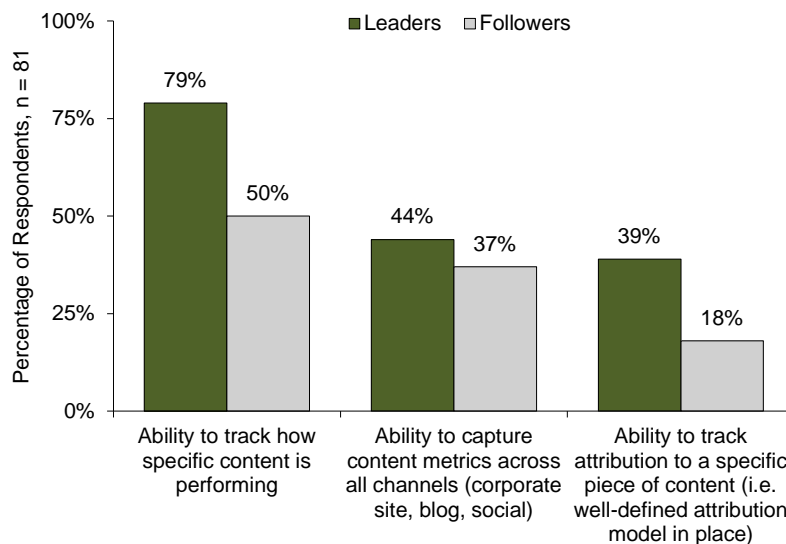 Percentage of Respondents, n = 81
100%
75%
50%
25%
0%
Leaders Followers
79%
50%
44%
37%
39%
18%
Ability to track how
specific content is
performing
Ability to capture
content metrics across
all channels (corporate
site, blog, social)
Ability to track
attribution to a specific
piece of content (i.e.
well-defined attribution
model in place)